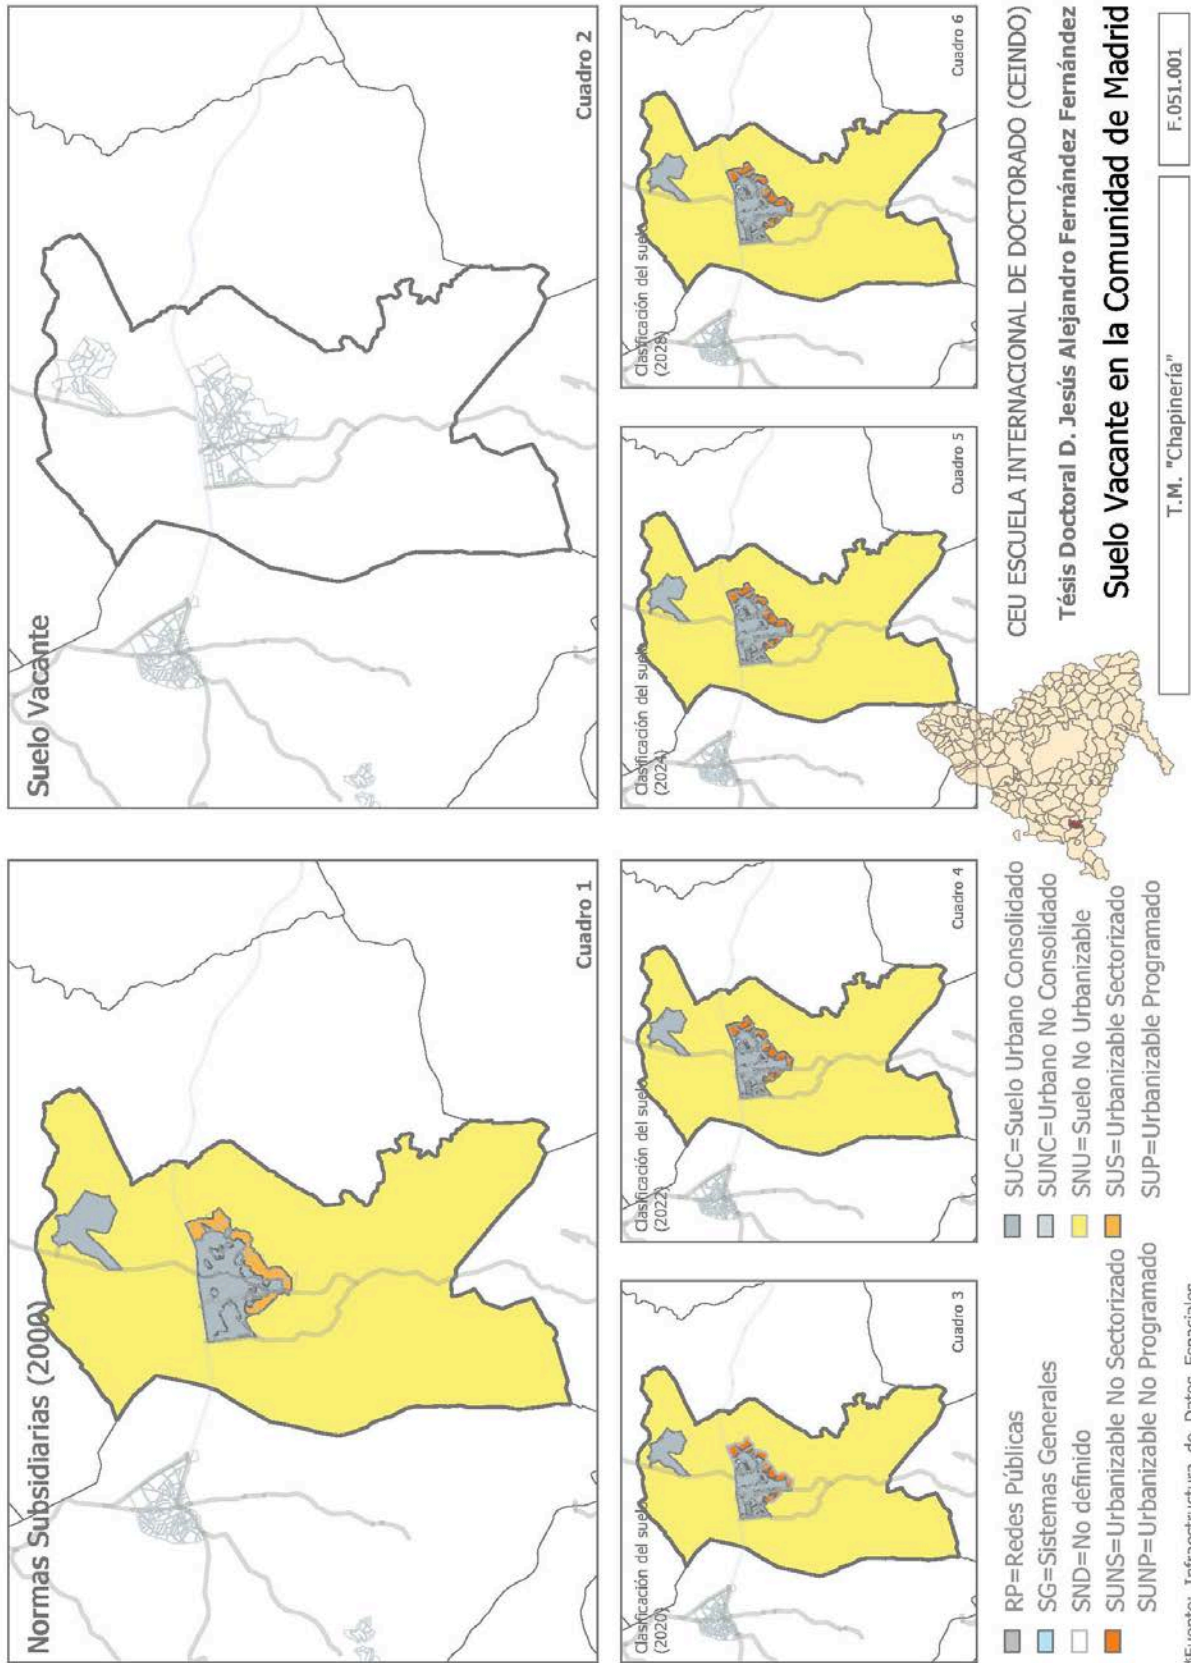 Normas Subsidiarias (2000)
Cuadro 1
Suelo Vacante
Cuadro 2
Clasificación del suelo
(2020)
Cuadro 3
Clasificación del suelo
(2022)
Cuadro 4
Clasificación del suelo
(2024)
Cuadro 5
Clasificación del suelo
(2028)
Cuadro 6
RP=Redes Públicas
SG=Sistemas Generales
SND=No definido
SUNS=Urbanizable No Sectorizado
SUNP=Urbanizable No Programado
SUC=Suelo Urbano Consolidado
SUNC=Urbano No Consolidado
SNU=Suelo No Urbanizable
SUS=Urbanizable Sectorizado
SUP=Urbanizable Programado
CEU ESCUELA INTERNACIONAL DE DOCTORADO (CEINDO)
Tésis Doctoral D. Jesús Alejandro Fernández Fernández
Suelo Vacante en la Comunidad de Madrid
T.M. "Chapinería"
F.051.001
*Fuente: Infraestructura de Datos Espaciales